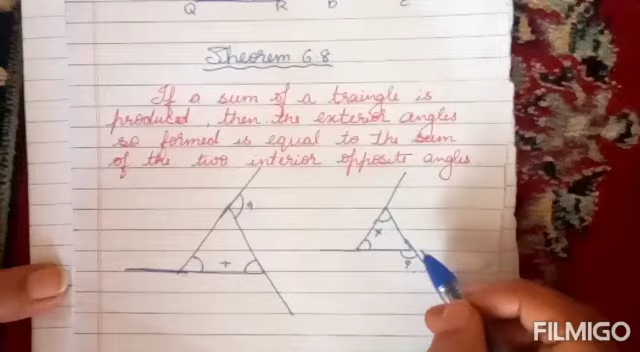 Q R D C
Theorem 6.8
If a sum of a traingle is
produced, then the exterior angles
so formed is equal to the sum
of the two interior opposite angles
+
x
?
FILMIGO